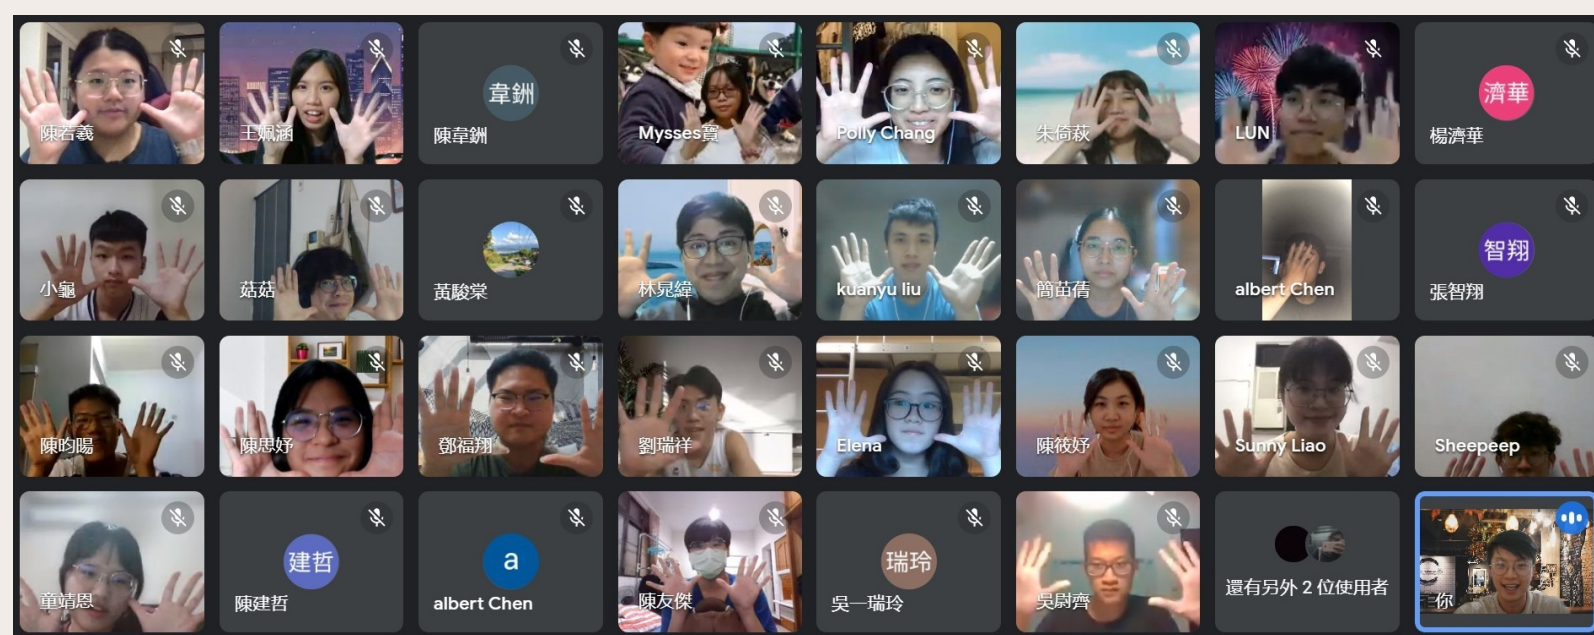 陳若羲
王姵涵
韋銂
陳韋銂
Mysses寶
Polly Chang
朱倚萩
LUN
濟華
楊濟華
小龜
菇菇
黃駿棠
林晁緯
kuanyu liu
簡苗蒨
albert Chen
智翔
張智翔
陳昀陽
陳思妤
鄧福翔
劉瑞祥
Elena
陳筱妤
Sunny Liao
Sheepeep
童靖恩
建哲
陳建哲
a
albert Chen
陳友傑
瑞玲
吳一瑞玲
吳尉齊
還有另外 2 位使用者
你